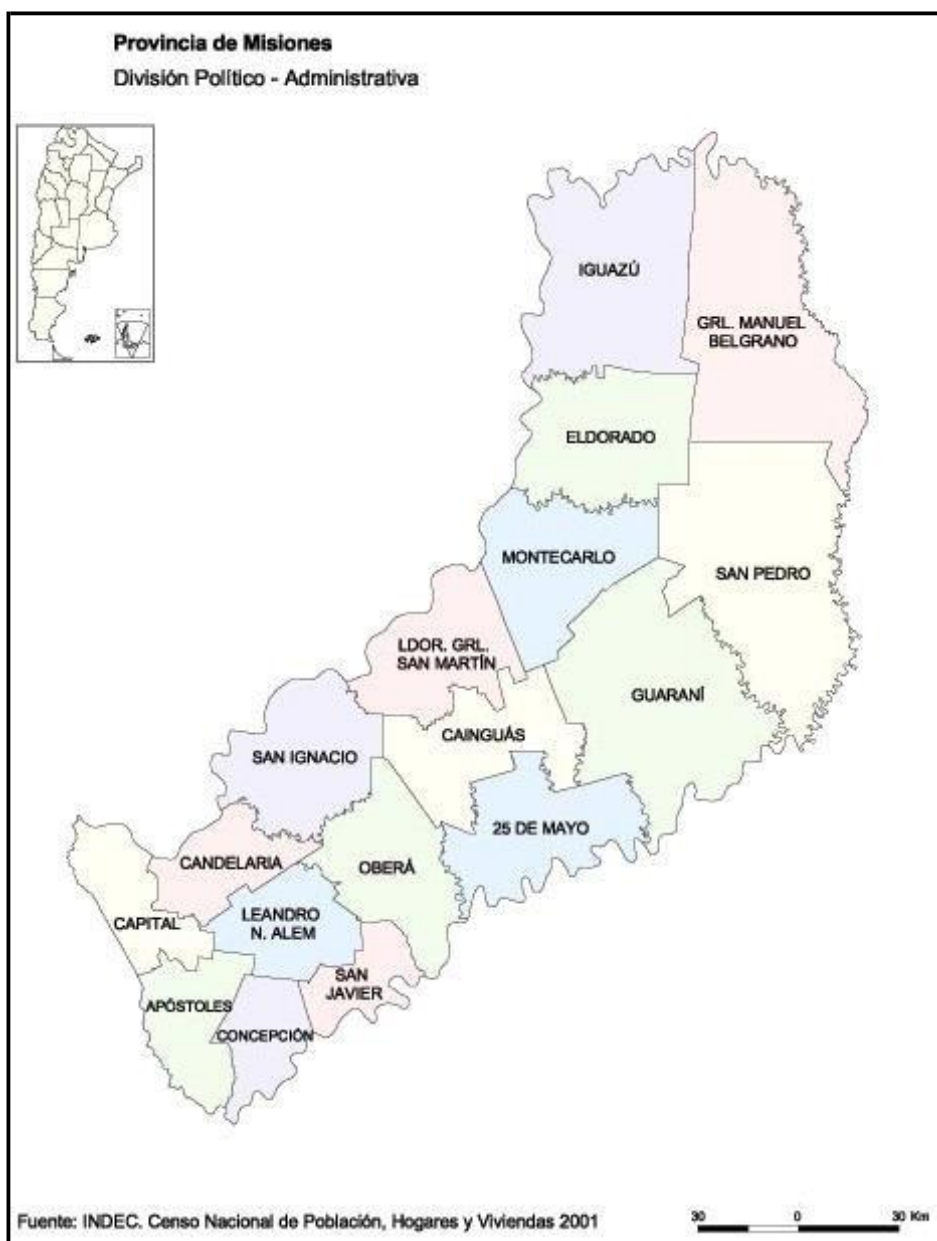 Provincia de Misiones
División Político - Administrativa
IGUAZÚ
GRL. MANUEL
BELGRANO
ELDORADO
MONTECARLO
SAN PEDRO
LDOR. GRL.
SAN MARTÍN
GUARANÍ
CAINGUÁS
SAN IGNACIO
25 DE MAYO
CANDELARIA
OBERÁ
LEANDRO
N. ALEM
CAPITAL
SAN
JAVIER
APÓSTOLES
CONCEPCIÓN
Fuente: INDEC. Censo Nacional de Población, Hogares y Viviendas 2001
30 0 30 Km